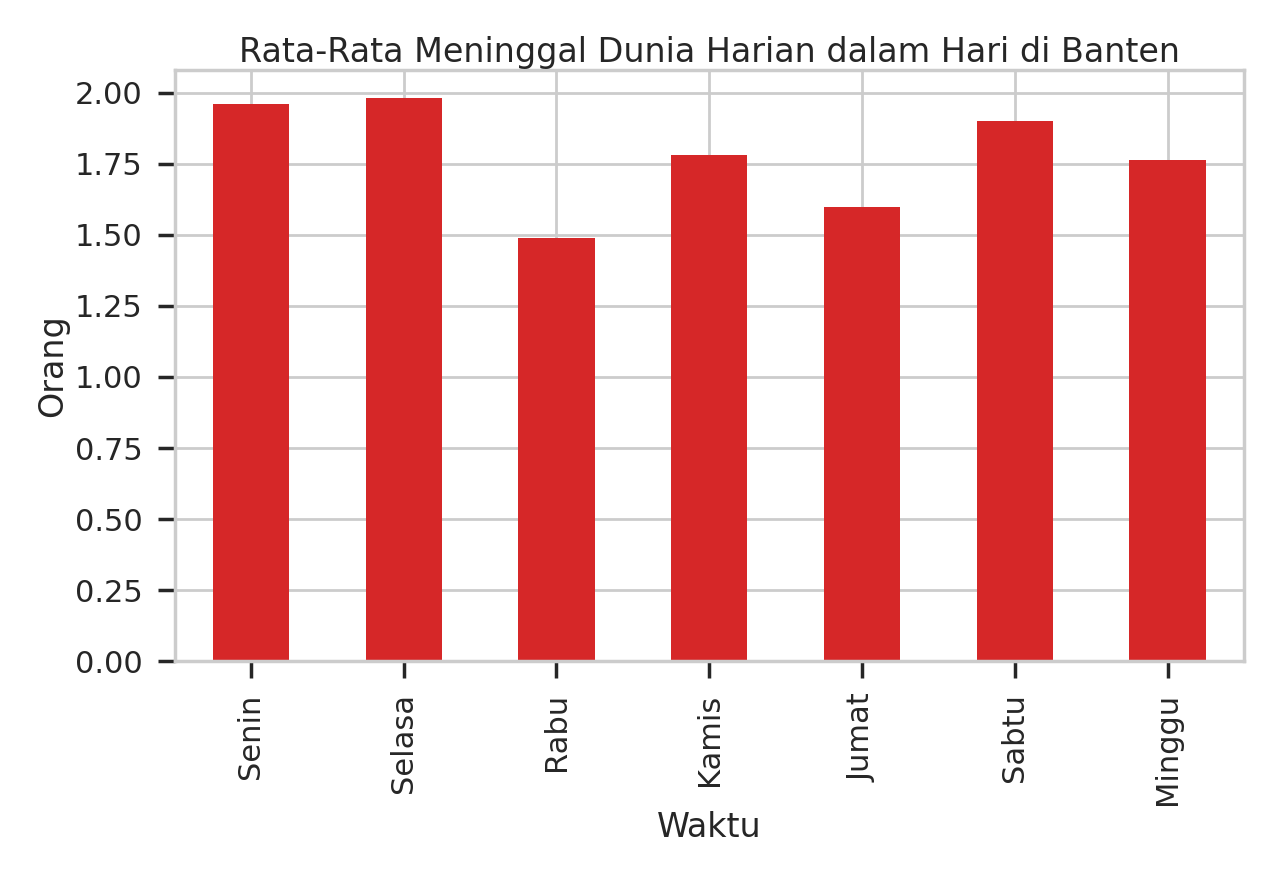 Rata-Rata Meninggal Dunia Harian dalam Hari di Banten
2.00
1.75
1.50
1.25
1.00
0.75
0.50
0.25
0.00
Orang
Senin
Selasa
Rabu
Kamis
Jumat
Sabtu
Minggu
Waktu